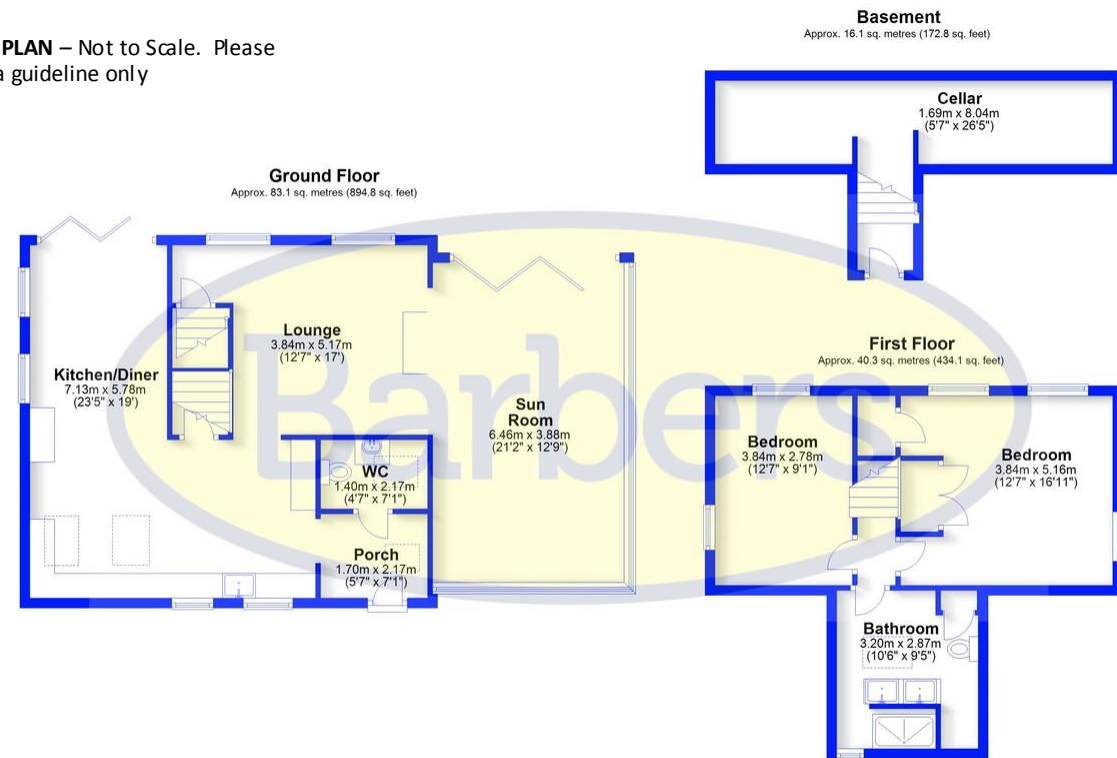 PLAN – Not to Scale. Please
a guideline only
Basement
Approx. 16.1 sq. metres (172.8 sq. feet)
Cellar
1.69m x 8.04m
(5'7" x 26'5")
Ground Floor
Approx. 83.1 sq. metres (894.8 sq. feet)
Lounge
3.84m x 5.17m
(12'7" x 17')
Kitchen/Diner
7.13m x 5.78m
(23'5" x 19')
Sun
Room
6.46m x 3.88m
(21'2" x 12'9")
WC
1.40m x 2.17m
(4'7" x 7'1")
Porch
1.70m x 2.17m
(5'7" x 7'1")
First Floor
Approx. 40.3 sq. metres (434.1 sq. feet)
Bedroom
3.84m x 2.78m
(12'7" x 9'1")
Bedroom
3.84m x 5.16m
(12'7" x 16'11")
Bathroom
3.20m x 2.87m
(10'6" x 9'5")
Barbers